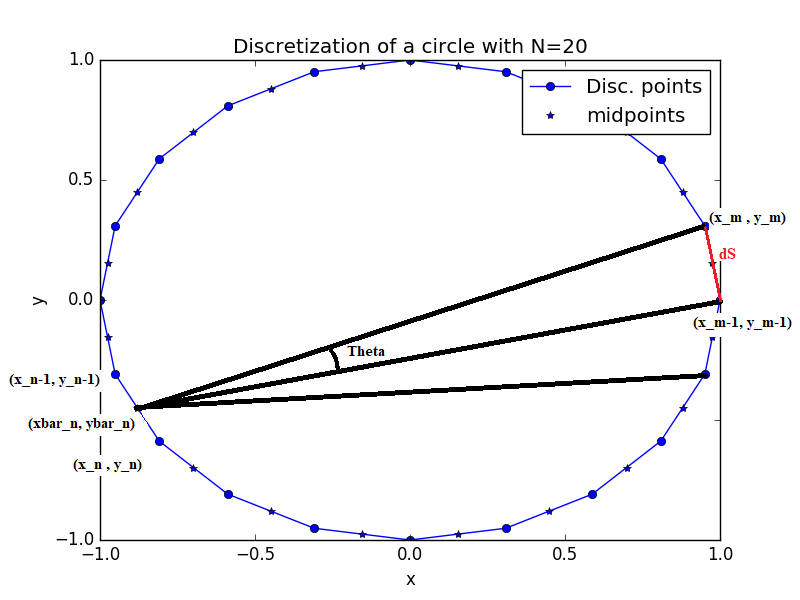 Discretization of a circle with N=20
1.0
Disc. points
midpoints
0.5
(x_m , y_m)
dS
y
0.0
(x_m-1, y_m-1)
Theta
(x_n-1, y_n-1)
(xbar_n, ybar_n)
(x_n , y_n)
−1.0
−1.0
−0.5
0.0
0.5
1.0
x